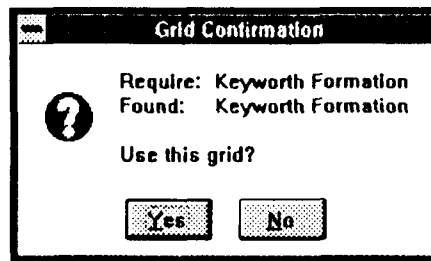 Grid Confirmation
Require: Keyworth Formation
Found: Keyworth Formation
Use this grid?
Yes
No